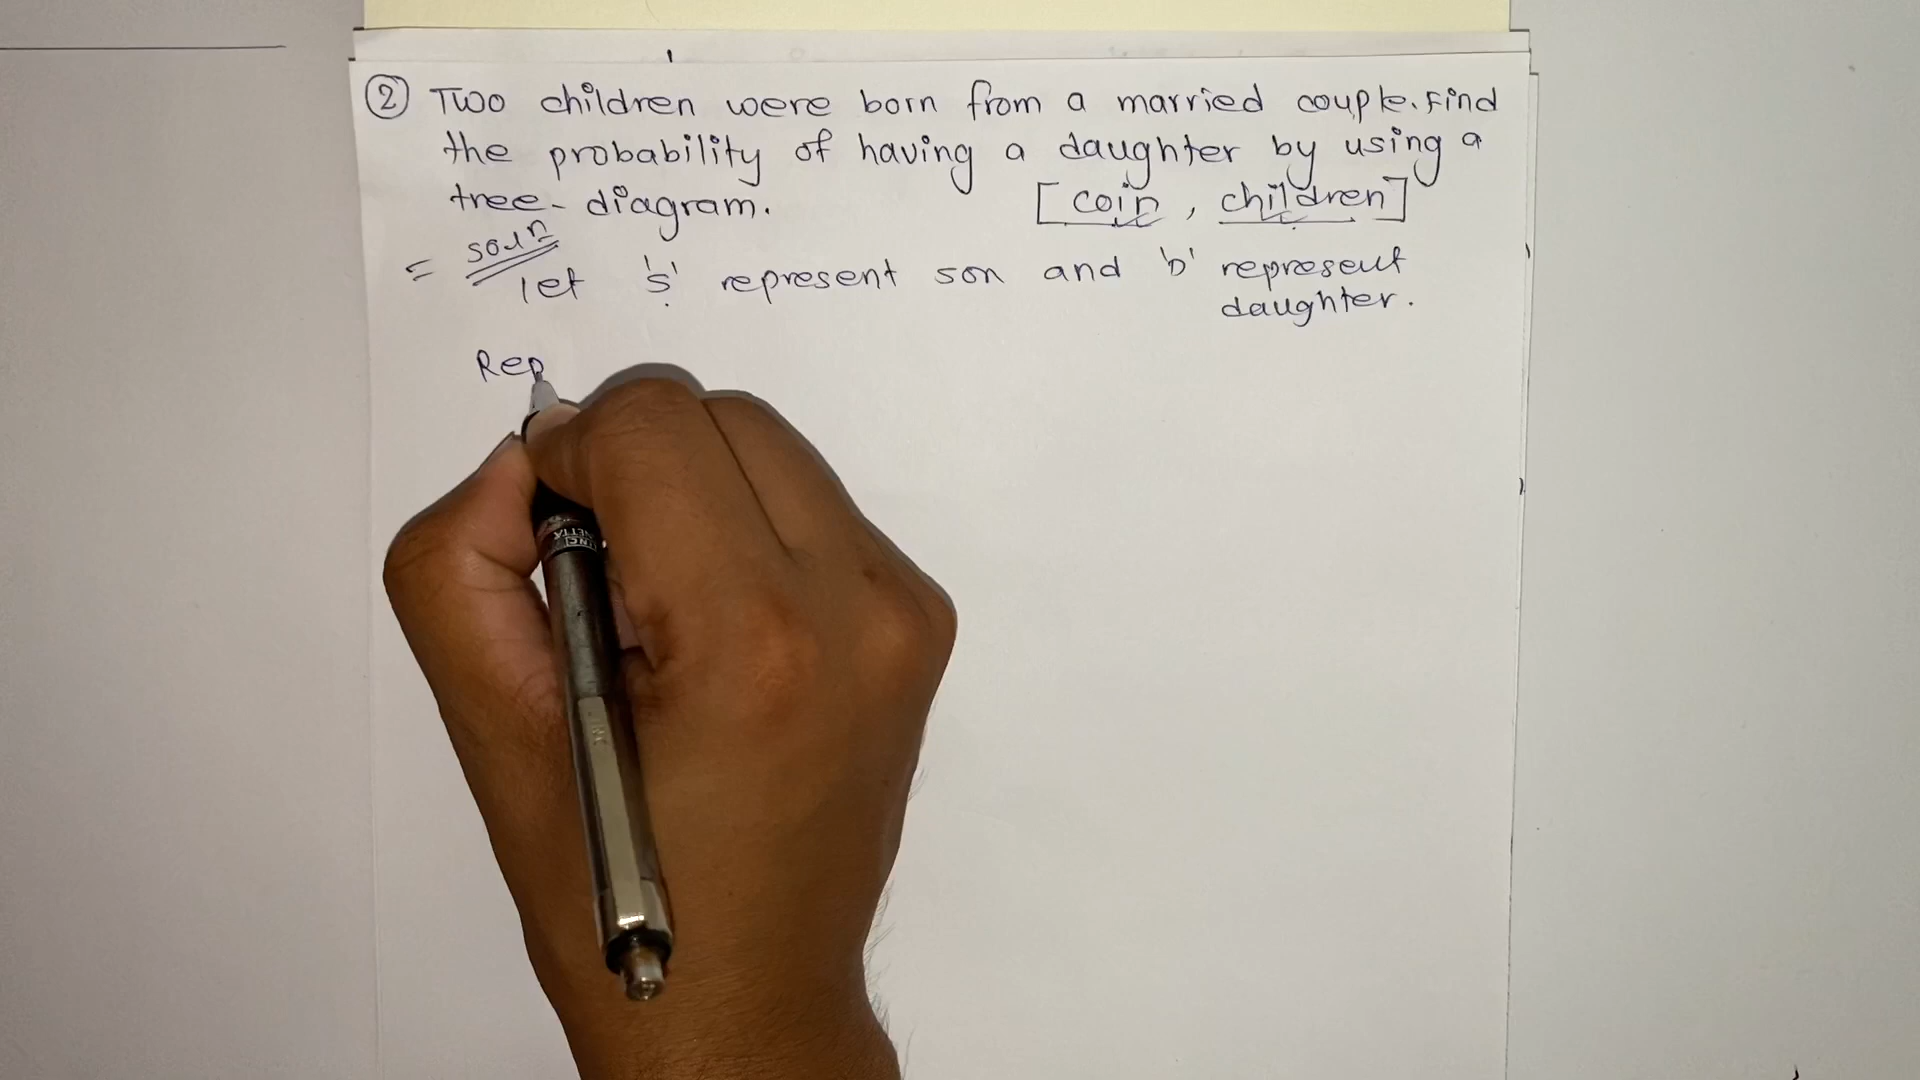 ② Two children were born from a married couple. Find
the probability of having a daughter by using a
tree-diagram. [coin, children]
= soln
let 's' represent son and 'D' represent
daughter.
Rep